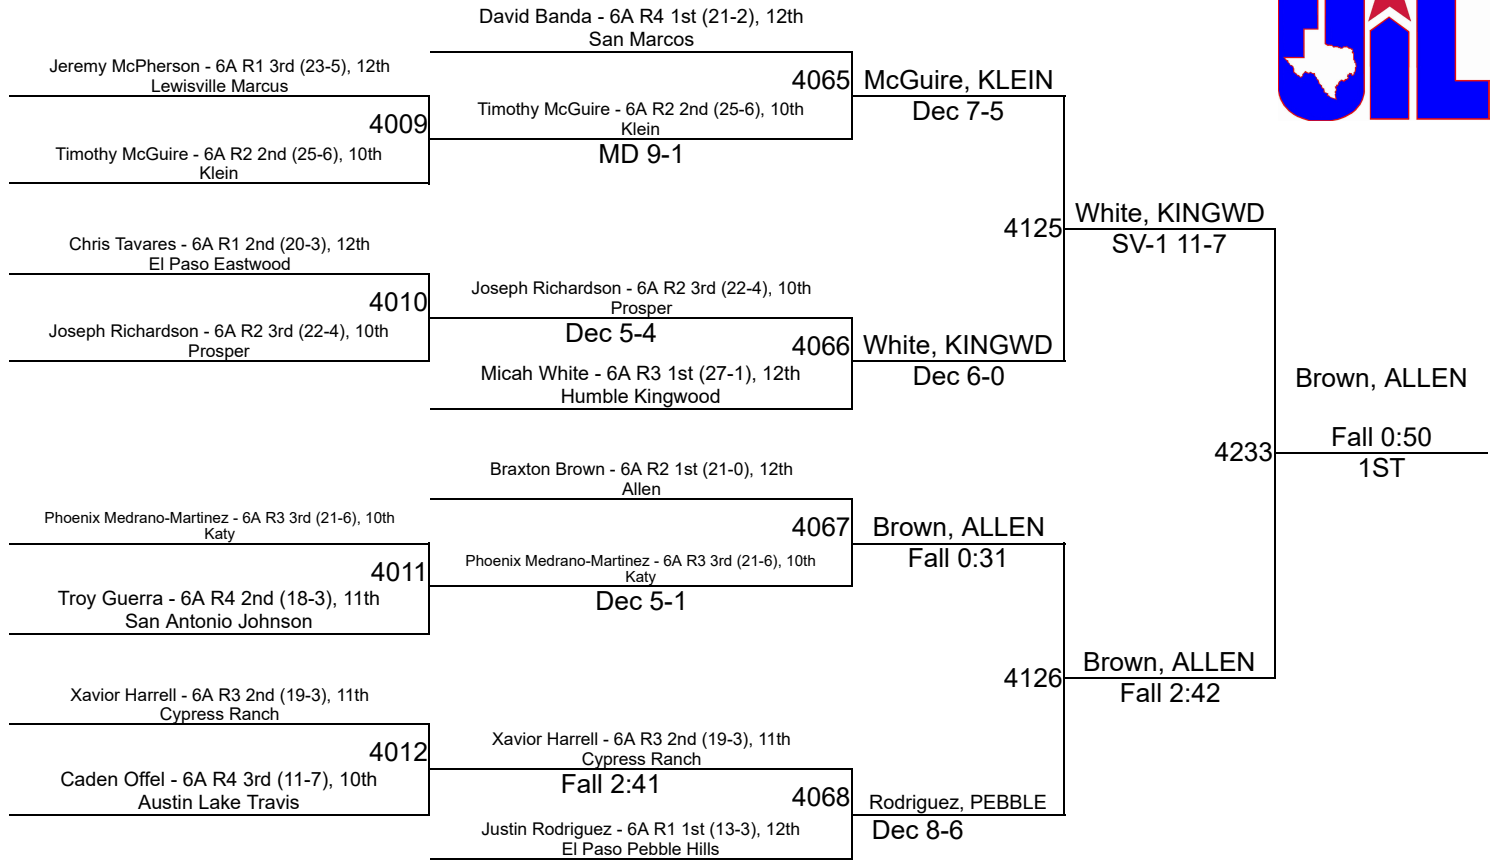 David Banda - 6A R4 1st (21-2), 12th
San Marcos
UIL
Jeremy McPherson - 6A R1 3rd (23-5), 12th
Lewisville Marcus
4065
McGuire, KLEIN
Dec 7-5
4009
Timothy McGuire - 6A R2 2nd (25-6), 10th
Klein
MD 9-1
Timothy McGuire - 6A R2 2nd (25-6), 10th
Klein
4125
White, KINGWD
SV-1 11-7
Chris Tavares - 6A R1 2nd (20-3), 12th
El Paso Eastwood
4010
Joseph Richardson - 6A R2 3rd (22-4), 10th
Prosper
Dec 5-4
Joseph Richardson - 6A R2 3rd (22-4), 10th
Prosper
4066
White, KINGWD
Dec 6-0
Micah White - 6A R3 1st (27-1), 12th
Humble Kingwood
Brown, ALLEN
Fall 0:50
1ST
4233
Braxton Brown - 6A R2 1st (21-0), 12th
Allen
Phoenix Medrano-Martinez - 6A R3 3rd (21-6), 10th
Katy
4067
Brown, ALLEN
Fall 0:31
4011
Phoenix Medrano-Martinez - 6A R3 3rd (21-6), 10th
Katy
Dec 5-1
Troy Guerra - 6A R4 2nd (18-3), 11th
San Antonio Johnson
4126
Brown, ALLEN
Fall 2:42
Xavior Harrell - 6A R3 2nd (19-3), 11th
Cypress Ranch
4012
Xavior Harrell - 6A R3 2nd (19-3), 11th
Cypress Ranch
Fall 2:41
Caden Offel - 6A R4 3rd (11-7), 10th
Austin Lake Travis
4068
Rodriguez, PEBBLE
Dec 8-6
Justin Rodriguez - 6A R1 1st (13-3), 12th
El Paso Pebble Hills